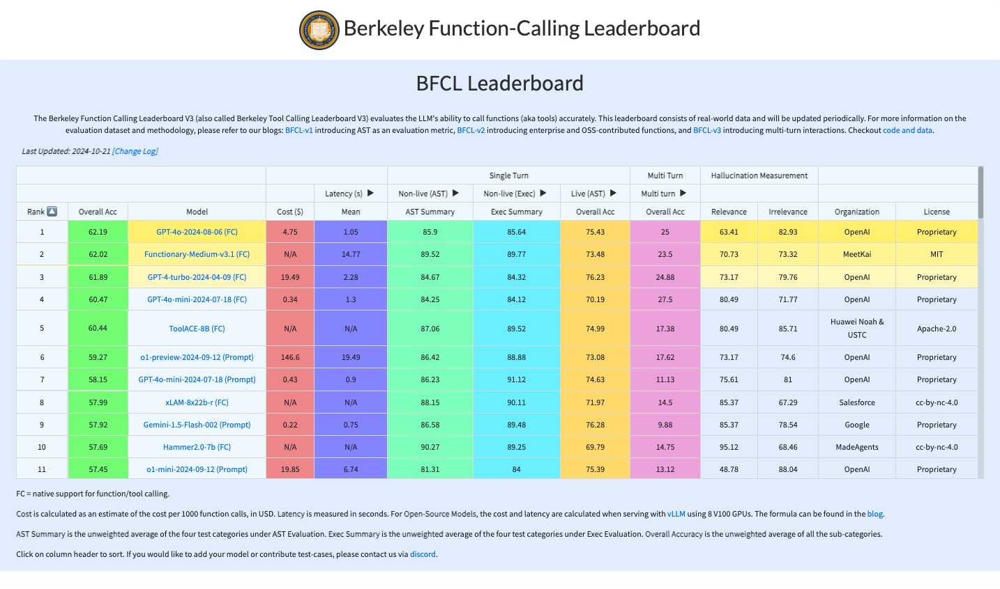 Berkeley Function-Calling Leaderboard
BFCL Leaderboard
The Berkeley Function Calling Leaderboard V3 (also called Berkeley Tool Calling Leaderboard V3) evaluates the LLM's ability to call functions (aka tools) accurately. This leaderboard consists of real-world data and will be updated periodically. For more information on the
evaluation dataset and methodology, please refer to our blogs: BFCL-v1 introducing AST as an evaluation metric, BFCL-v2 introducing enterprise and OSS-contributed functions, and BFCL-v3 introducing multi-turn interactions. Checkout code and data.
Last Updated: 2024-10-21 [Change Log]
Single Turn Multi Turn Hallucination Measurement
Latency (s) ▶ Non-live (AST) ▶ Non-live (Exec) ▶ Live (AST) ▶ Multi turn ▶
Rank Overall Acc Model Cost ($) Mean AST Summary Exec Summary Overall Acc Overall Acc Relevance Irrelevance Organization License
1 62.19 GPT-4o-2024-08-06 (FC) 4.75 1.05 85.9 85.64 75.43 25 63.41 82.93 OpenAI Proprietary
2 62.02 Functionary-Medium-v3.1 (FC) N/A 14.77 89.52 89.77 73.48 23.5 70.73 73.32 MeetKai MIT
3 61.89 GPT-4-turbo-2024-04-09 (FC) 19.49 2.28 84.67 84.32 76.23 24.88 73.17 79.76 OpenAI Proprietary
4 60.47 GPT-4o-mini-2024-07-18 (FC) 0.34 1.3 84.25 84.12 70.19 27.5 80.49 71.77 OpenAI Proprietary
5 60.44 ToolACE-8B (FC) N/A N/A 87.06 89.52 74.99 17.38 80.49 85.71 Huawei Noah & USTC Apache-2.0
6 59.27 o1-preview-2024-09-12 (Prompt) 146.6 19.49 86.42 88.88 73.08 17.62 73.17 74.6 OpenAI Proprietary
7 58.15 GPT-4o-mini-2024-07-18 (Prompt) 0.43 0.9 86.23 91.12 74.63 11.13 75.61 81 OpenAI Proprietary
8 57.99 xLAM-8x22b-r (FC) N/A N/A 88.15 90.11 71.97 14.5 85.37 67.29 Salesforce cc-by-nc-4.0
9 57.92 Gemini-1.5-Flash-002 (Prompt) 0.22 0.75 86.58 89.48 76.28 9.88 85.37 78.54 Google Proprietary
10 57.69 Hammer2.0-7b (FC) N/A N/A 90.27 89.25 69.79 14.75 95.12 68.46 MadeAgents cc-by-nc-4.0
11 57.45 o1-mini-2024-09-12 (Prompt) 19.85 6.74 81.31 84 75.39 13.12 48.78 88.04 OpenAI Proprietary
FC = native support for function/tool calling.
Cost is calculated as an estimate of the cost per 1000 function calls, in USD. Latency is measured in seconds. For Open-Source Models, the cost and latency are calculated when serving with vLLM using 8 V100 GPUs. The formula can be found in the blog.
AST Summary is the unweighted average of the four test categories under AST Evaluation. Exec Summary is the unweighted average of the four test categories under Exec Evaluation. Overall Accuracy is the unweighted average of all the sub-categories.
Click on column header to sort. If you would like to add your model or contribute test-cases, please contact us via discord.